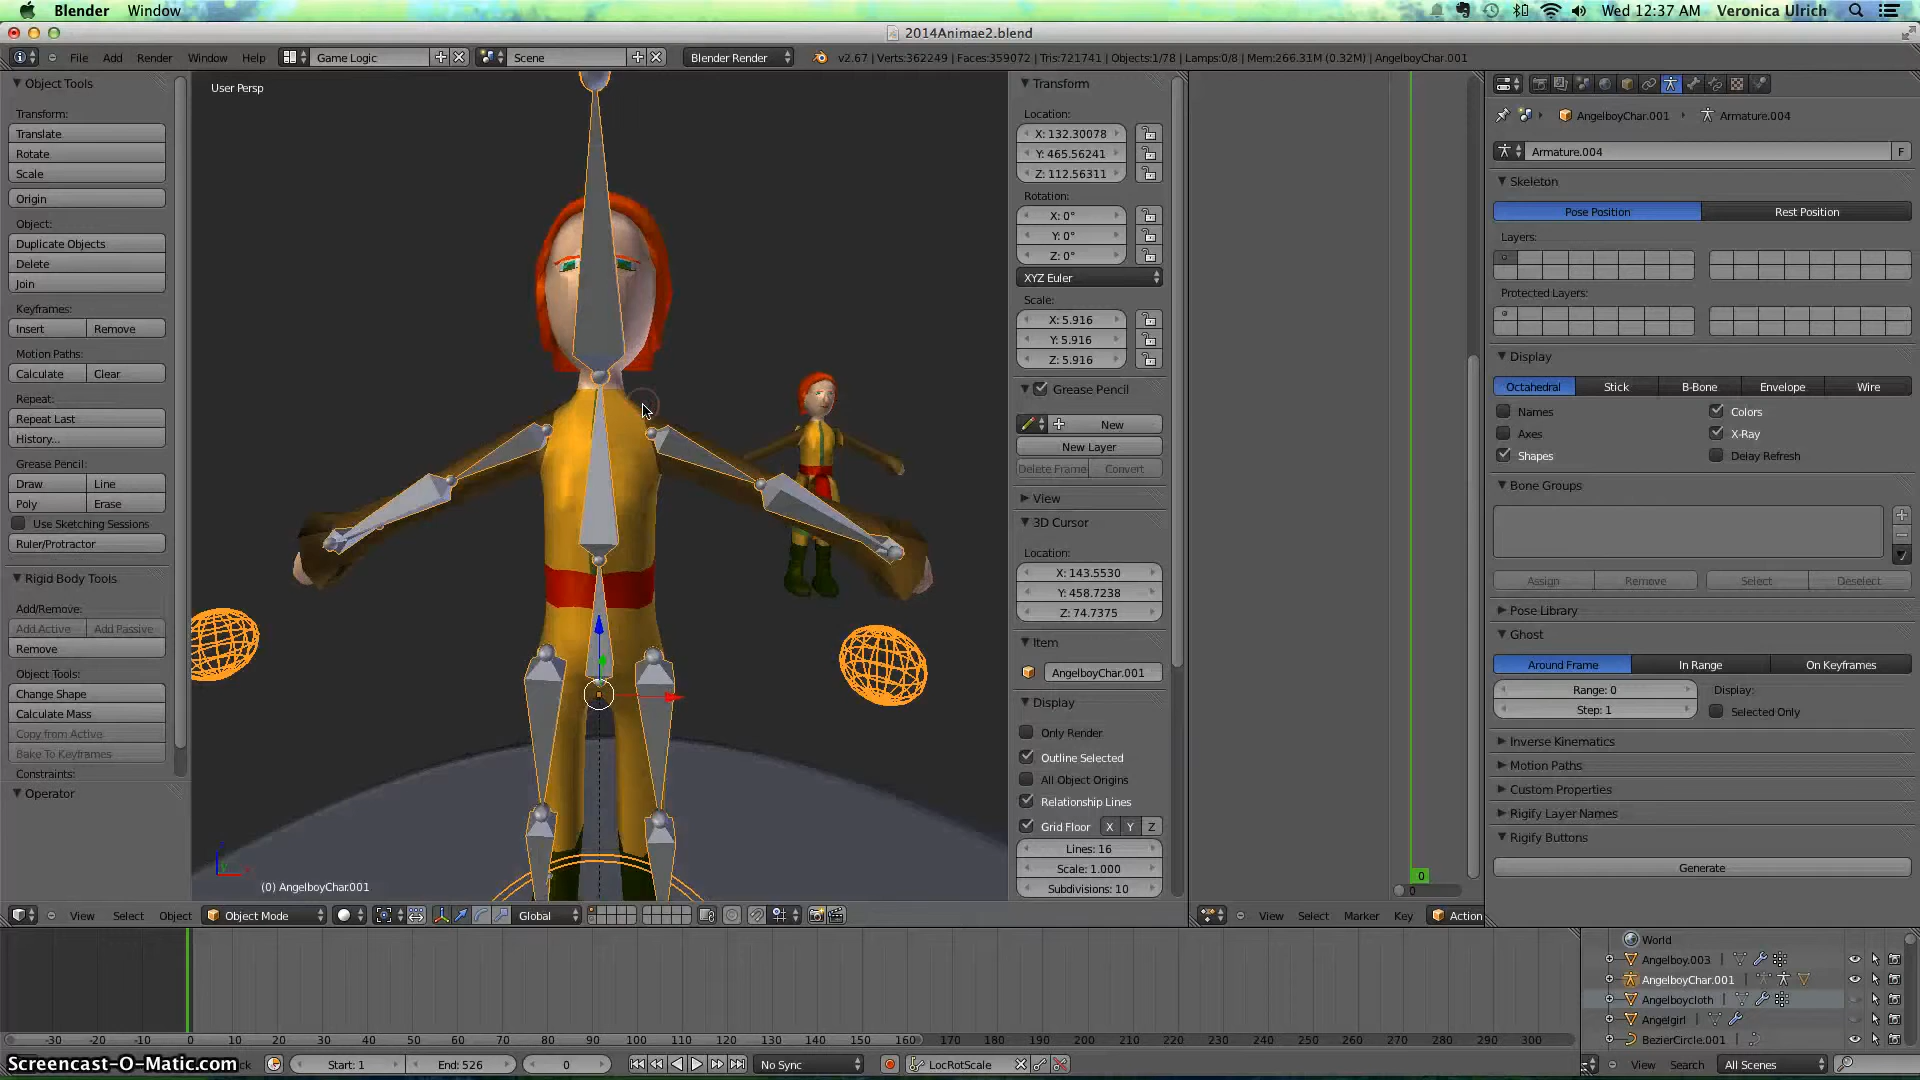 Blender Window Wed 12:37 AM Veronica Ulrich
2014Animae2.blend
File Add Render Window Help Game Logic Scene Blender Render v2.67 | Verts:362249 | Faces:359072 | Tris:721741 | Objects:1/78 | Lamps:0/8 | Mem:266.31M (0.32M) | AngelboyChar.001
Object Tools
Transform:
Translate
Rotate
Scale
Origin
Object:
Duplicate Objects
Delete
Join
Keyframes:
Insert Remove
Motion Paths:
Calculate Clear
Repeat:
Repeat Last
History...
Grease Pencil:
Draw Line
Poly Erase
Use Sketching Sessions
Ruler/Protractor
Rigid Body Tools
Add/Remove:
Add Active Add Passive
Remove
Object Tools:
Change Shape
Calculate Mass
Copy from Active
Bake To Keyframes
Constraints:
Operator
User Persp
(0) AngelboyChar.001
Transform
Location:
X: 132.30078
Y: 465.56241
Z: 112.56311
Rotation:
X: 0°
Y: 0°
Z: 0°
XYZ Euler
Scale:
X: 5.916
Y: 5.916
Z: 5.916
Grease Pencil
New
New Layer
Delete Frame Convert
View
3D Cursor
Location:
X: 143.5530
Y: 458.7238
Z: 74.7375
Item
AngelboyChar.001
Display
Only Render
Outline Selected
All Object Origins
Relationship Lines
Grid Floor X Y Z
Lines: 16
Scale: 1.000
Subdivisions: 10
0
0
AngelboyChar.001 Armature.004
Armature.004 F
Skeleton
Pose Position Rest Position
Layers:
Protected Layers:
Display
Octahedral Stick B-Bone Envelope Wire
Names Colors
Axes X-Ray
Shapes Delay Refresh
Bone Groups
Assign Remove Select Deselect
Pose Library
Ghost
Around Frame In Range On Keyframes
Range: 0 Display:
Step: 1 Selected Only
Inverse Kinematics
Motion Paths
Custom Properties
Rigify Layer Names
Rigify Buttons
Generate
View Select Object Object Mode Global View Select Marker Key Action
World
Angelboy.003
AngelboyChar.001
Angelboycloth
Angelgirl
BezierCircle.001
-30 -20 -10 0 10 20 30 40 50 60 70 80 90 100 110 120 130 140 150 160 170 180 190 200 210 220 230 240 250 260 270 280 290 300
Screencast-O-Matic.com Start: 1 End: 526 0 No Sync LocRotScale View Search All Scenes